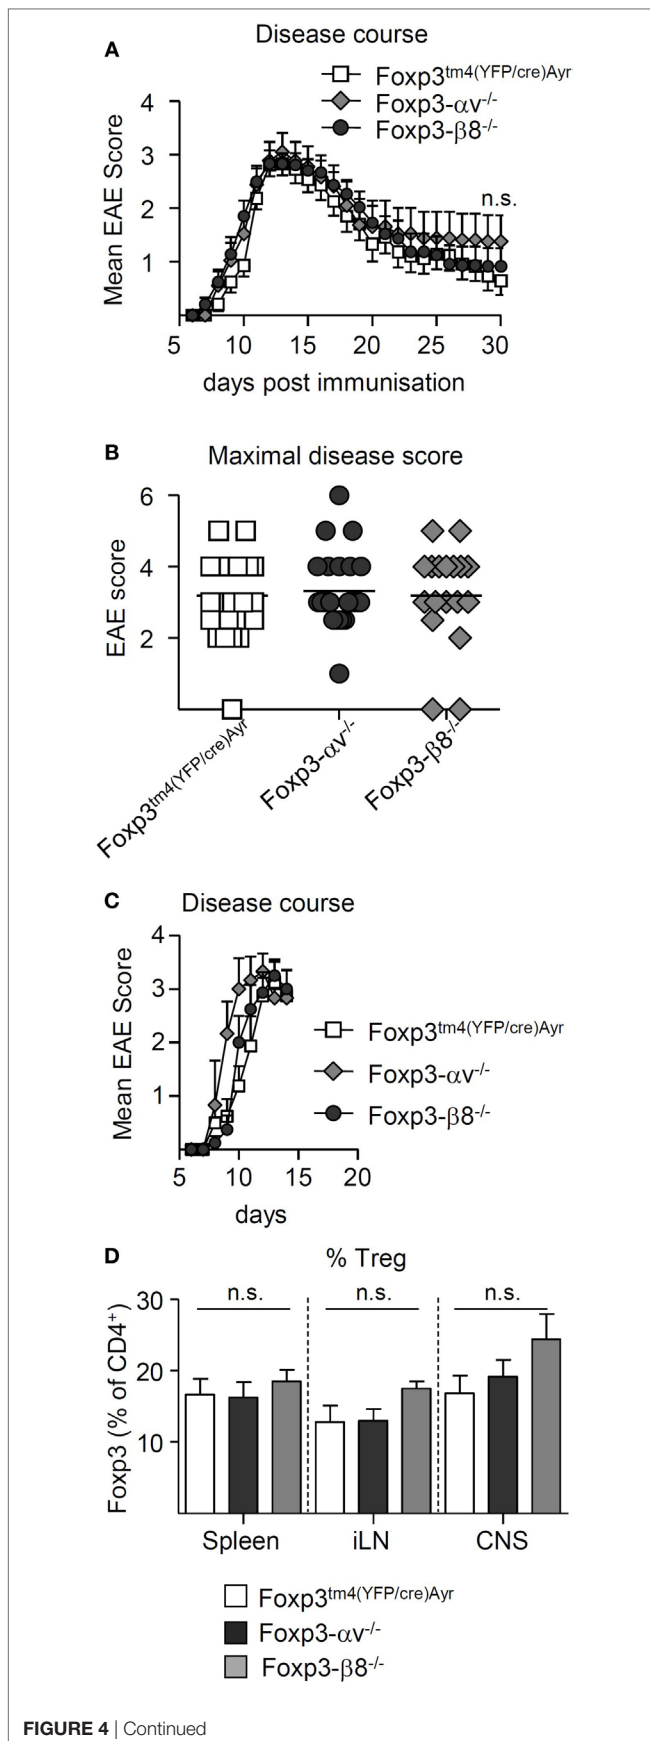 A
Disease course
Foxp3tm4(YFP/cre)Ayr
Foxp3-αv-/-
Foxp3-β8-/-
Mean EAE Score
4
3
2
1
n.s.
5 10 15 20 25 30
days post immunisation
B
Maximal disease score
EAE score
6
4
2
Foxp3tm4(YFP/cre)Ayr
Foxp3-αv-/-
Foxp3-β8-/-
C
Disease course
Mean EAE Score
4
3
2
1
Foxp3tm4(YFP/cre)Ayr
Foxp3-αv-/-
Foxp3-β8-/-
5 10 15 20
days
D
% Treg
Foxp3 (% of CD4+)
30
20
10
n.s. n.s. n.s.
Spleen iLN CNS
Foxp3tm4(YFP/cre)Ayr
Foxp3-αv-/-
Foxp3-β8-/-
FIGURE 4 | Continued